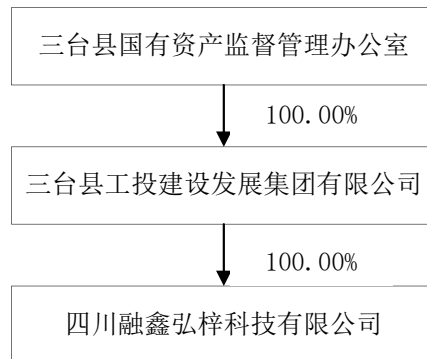 三台县国有资产监督管理办公室
100.00%
三台县工投建设发展集团有限公司
100.00%
四川融鑫弘梓科技有限公司